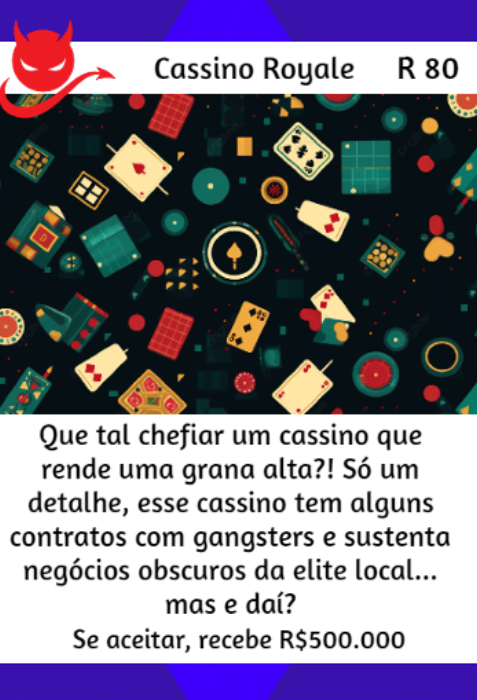 Cassino Royale R 80
Que tal chefiar um cassino que
rende uma grana alta?! Só um
detalhe, esse cassino tem alguns
contratos com gangsters e sustenta
negócios obscuros da elite local...
mas e daí?
Se aceitar, recebe R$500.000